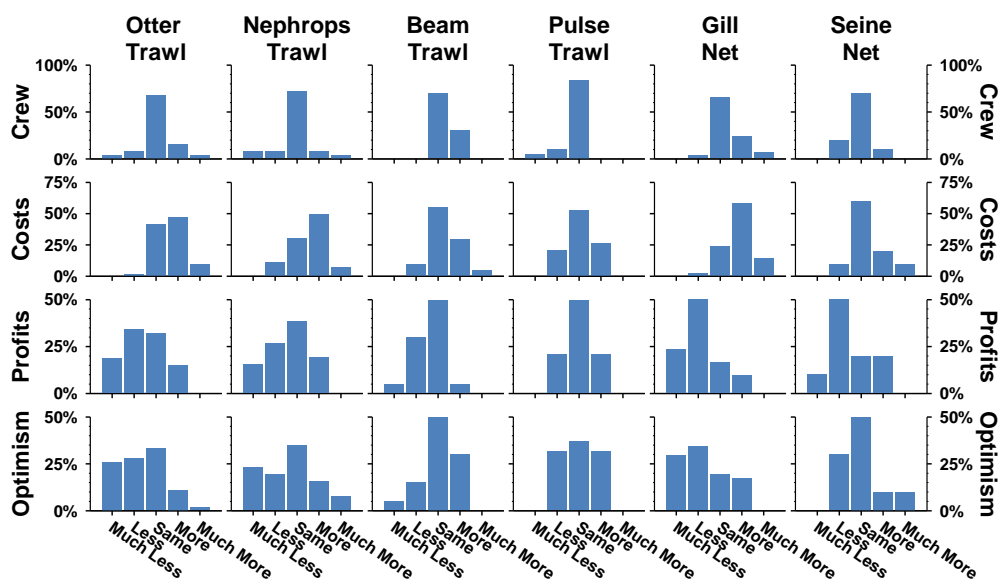 Otter Trawl
Nephrops Trawl
Beam Trawl
Pulse Trawl
Gill Net
Seine Net
Crew
100%
50%
0%
100%
50%
0%
Crew
Costs
75%
50%
25%
0%
75%
50%
25%
0%
Costs
Profits
50%
25%
0%
50%
25%
0%
Profits
Optimism
50%
25%
0%
50%
25%
0%
Optimism
Much Less
Less
Same
More
Much More
Much Less
Less
Same
More
Much More
Much Less
Less
Same
More
Much More
Much Less
Less
Same
More
Much More
Much Less
Less
Same
More
Much More
Much Less
Less
Same
More
Much More